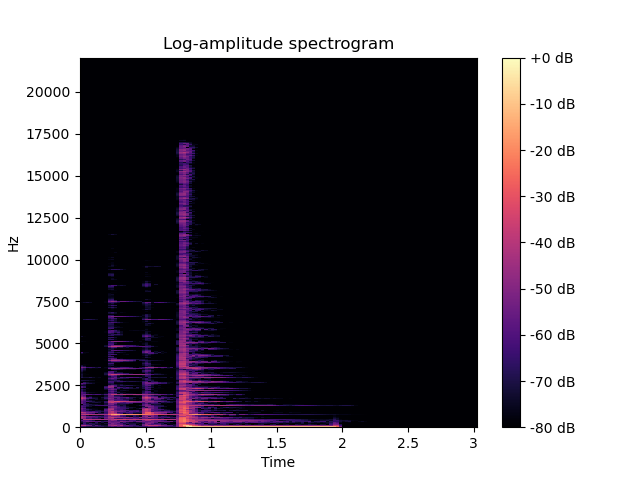 Log-amplitude spectrogram
+0 dB
20000
-10 dB
17500
-20 dB
15000
-30 dB
12500
Hz
-40 dB
10000
-50 dB
7500
-60 dB
5000
2500
-70 dB
0
-80 dB
0 0.5 1 1.5 2 2.5 3
Time